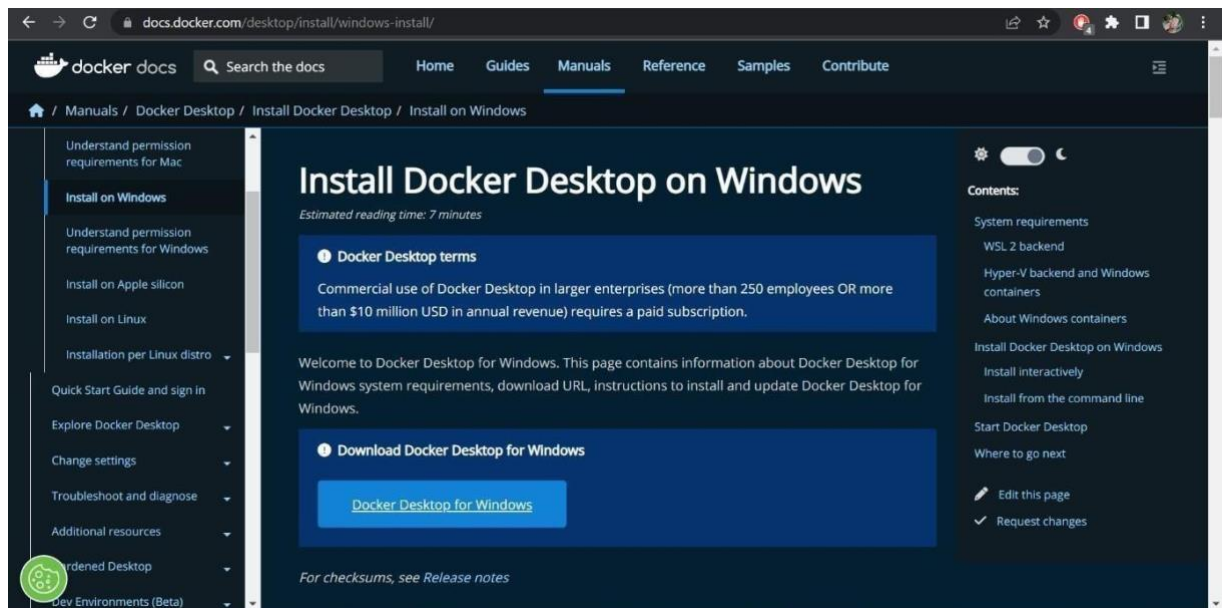 docs.docker.com/desktop/install/windows-install/
4
docker docs
Search the docs
Home Guides Manuals Reference Samples Contribute
/ Manuals / Docker Desktop / Install Docker Desktop / Install on Windows
Understand permission
requirements for Mac
Install on Windows
Understand permission
requirements for Windows
Install on Apple silicon
Install on Linux
Installation per Linux distro
Quick Start Guide and sign in
Explore Docker Desktop
Change settings
Troubleshoot and diagnose
Additional resources
rdened Desktop
Dev Environments (Beta)
Install Docker Desktop on Windows
Estimated reading time: 7 minutes
Docker Desktop terms
Commercial use of Docker Desktop in larger enterprises (more than 250 employees OR more
than $10 million USD in annual revenue) requires a paid subscription.
Welcome to Docker Desktop for Windows. This page contains information about Docker Desktop for
Windows system requirements, download URL, instructions to install and update Docker Desktop for
Windows.
Download Docker Desktop for Windows
Docker Desktop for Windows
For checksums, see Release notes
Contents:
System requirements
WSL 2 backend
Hyper-V backend and Windows
containers
About Windows containers
Install Docker Desktop on Windows
Install interactively
Install from the command line
Start Docker Desktop
Where to go next
Edit this page
Request changes